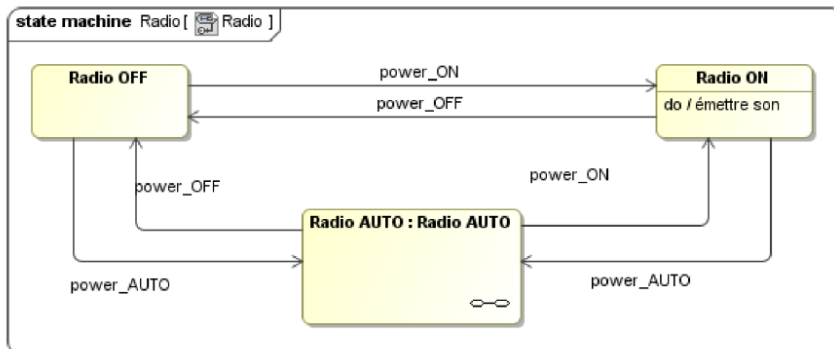 state machine Radio [ Radio ]
Radio OFF
power_ON
Radio ON
power_OFF
do / émettre son
power_OFF
power_ON
Radio AUTO : Radio AUTO
power_AUTO
power_AUTO